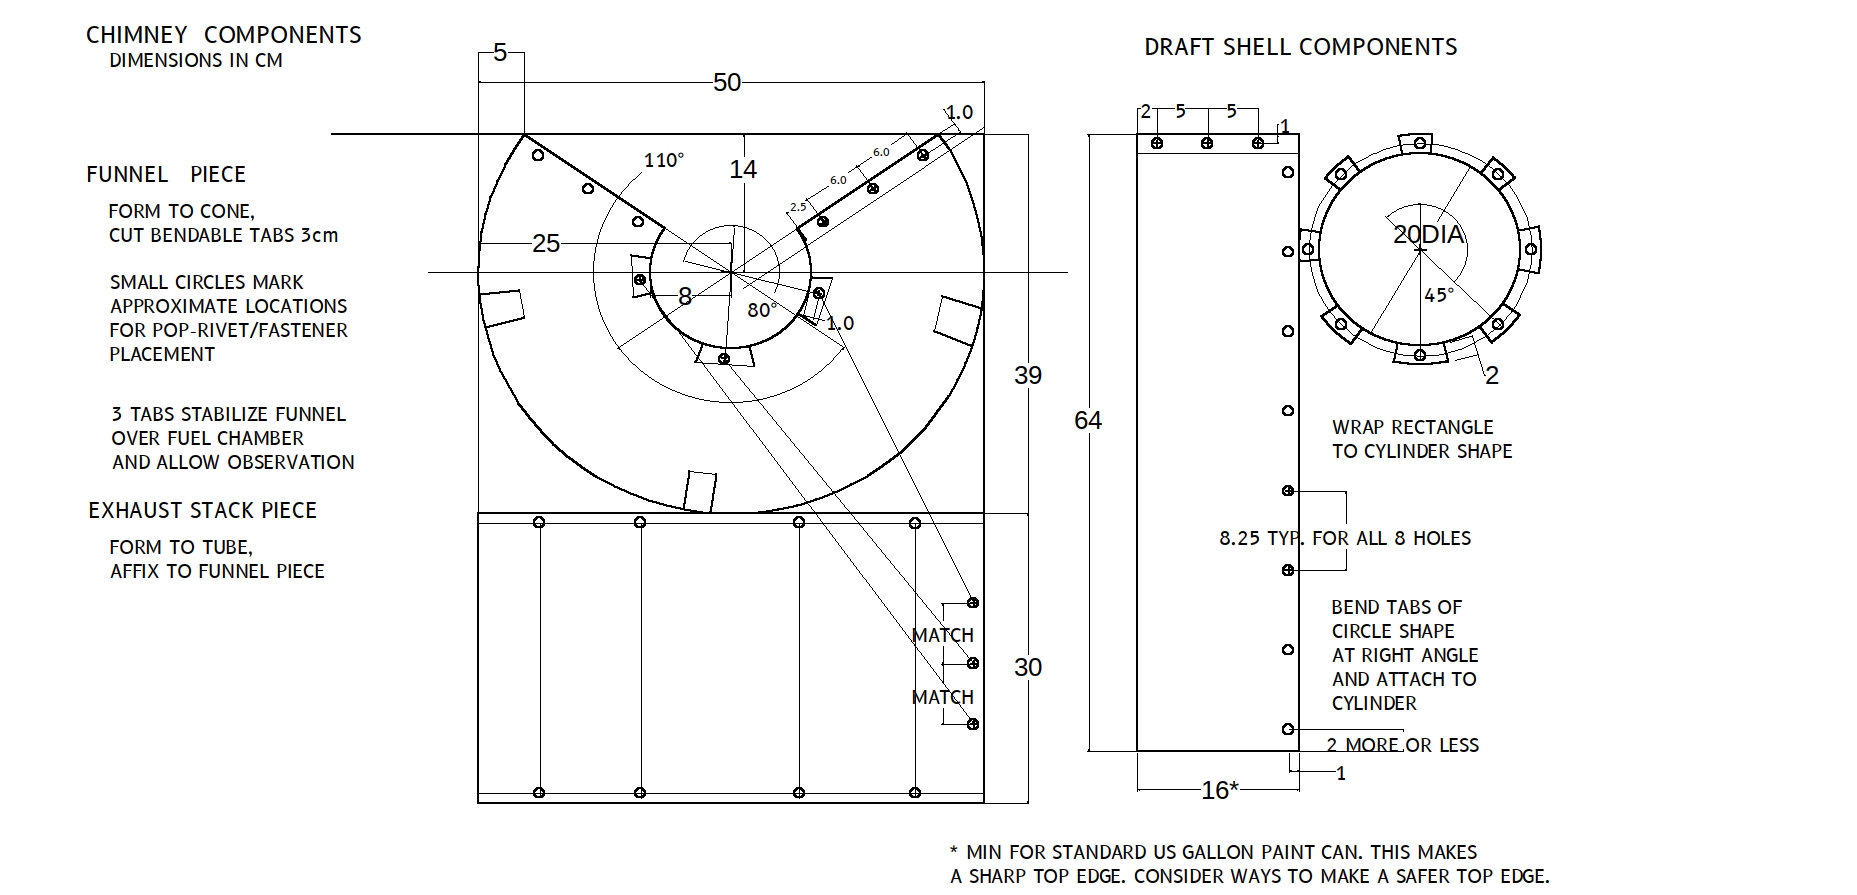 CHIMNEY COMPONENTS
DIMENSIONS IN CM
FUNNEL PIECE
FORM TO CONE,
CUT BENDABLE TABS 3cm
SMALL CIRCLES MARK
APPROXIMATE LOCATIONS
FOR POP-RIVET/FASTENER
PLACEMENT
3 TABS STABILIZE FUNNEL
OVER FUEL CHAMBER
AND ALLOW OBSERVATION
EXHAUST STACK PIECE
FORM TO TUBE,
AFFIX TO FUNNEL PIECE
5
50
1.0
110°
14
6.0
6.0
2.5
25
8
80°
1.0
39
MATCH
MATCH
30
DRAFT SHELL COMPONENTS
2 5 5
1
20DIA
45°
2
64
WRAP RECTANGLE
TO CYLINDER SHAPE
8.25 TYP. FOR ALL 8 HOLES
BEND TABS OF
CIRCLE SHAPE
AT RIGHT ANGLE
AND ATTACH TO
CYLINDER
2 MORE OR LESS
1
16*
* MIN FOR STANDARD US GALLON PAINT CAN. THIS MAKES
A SHARP TOP EDGE. CONSIDER WAYS TO MAKE A SAFER TOP EDGE.